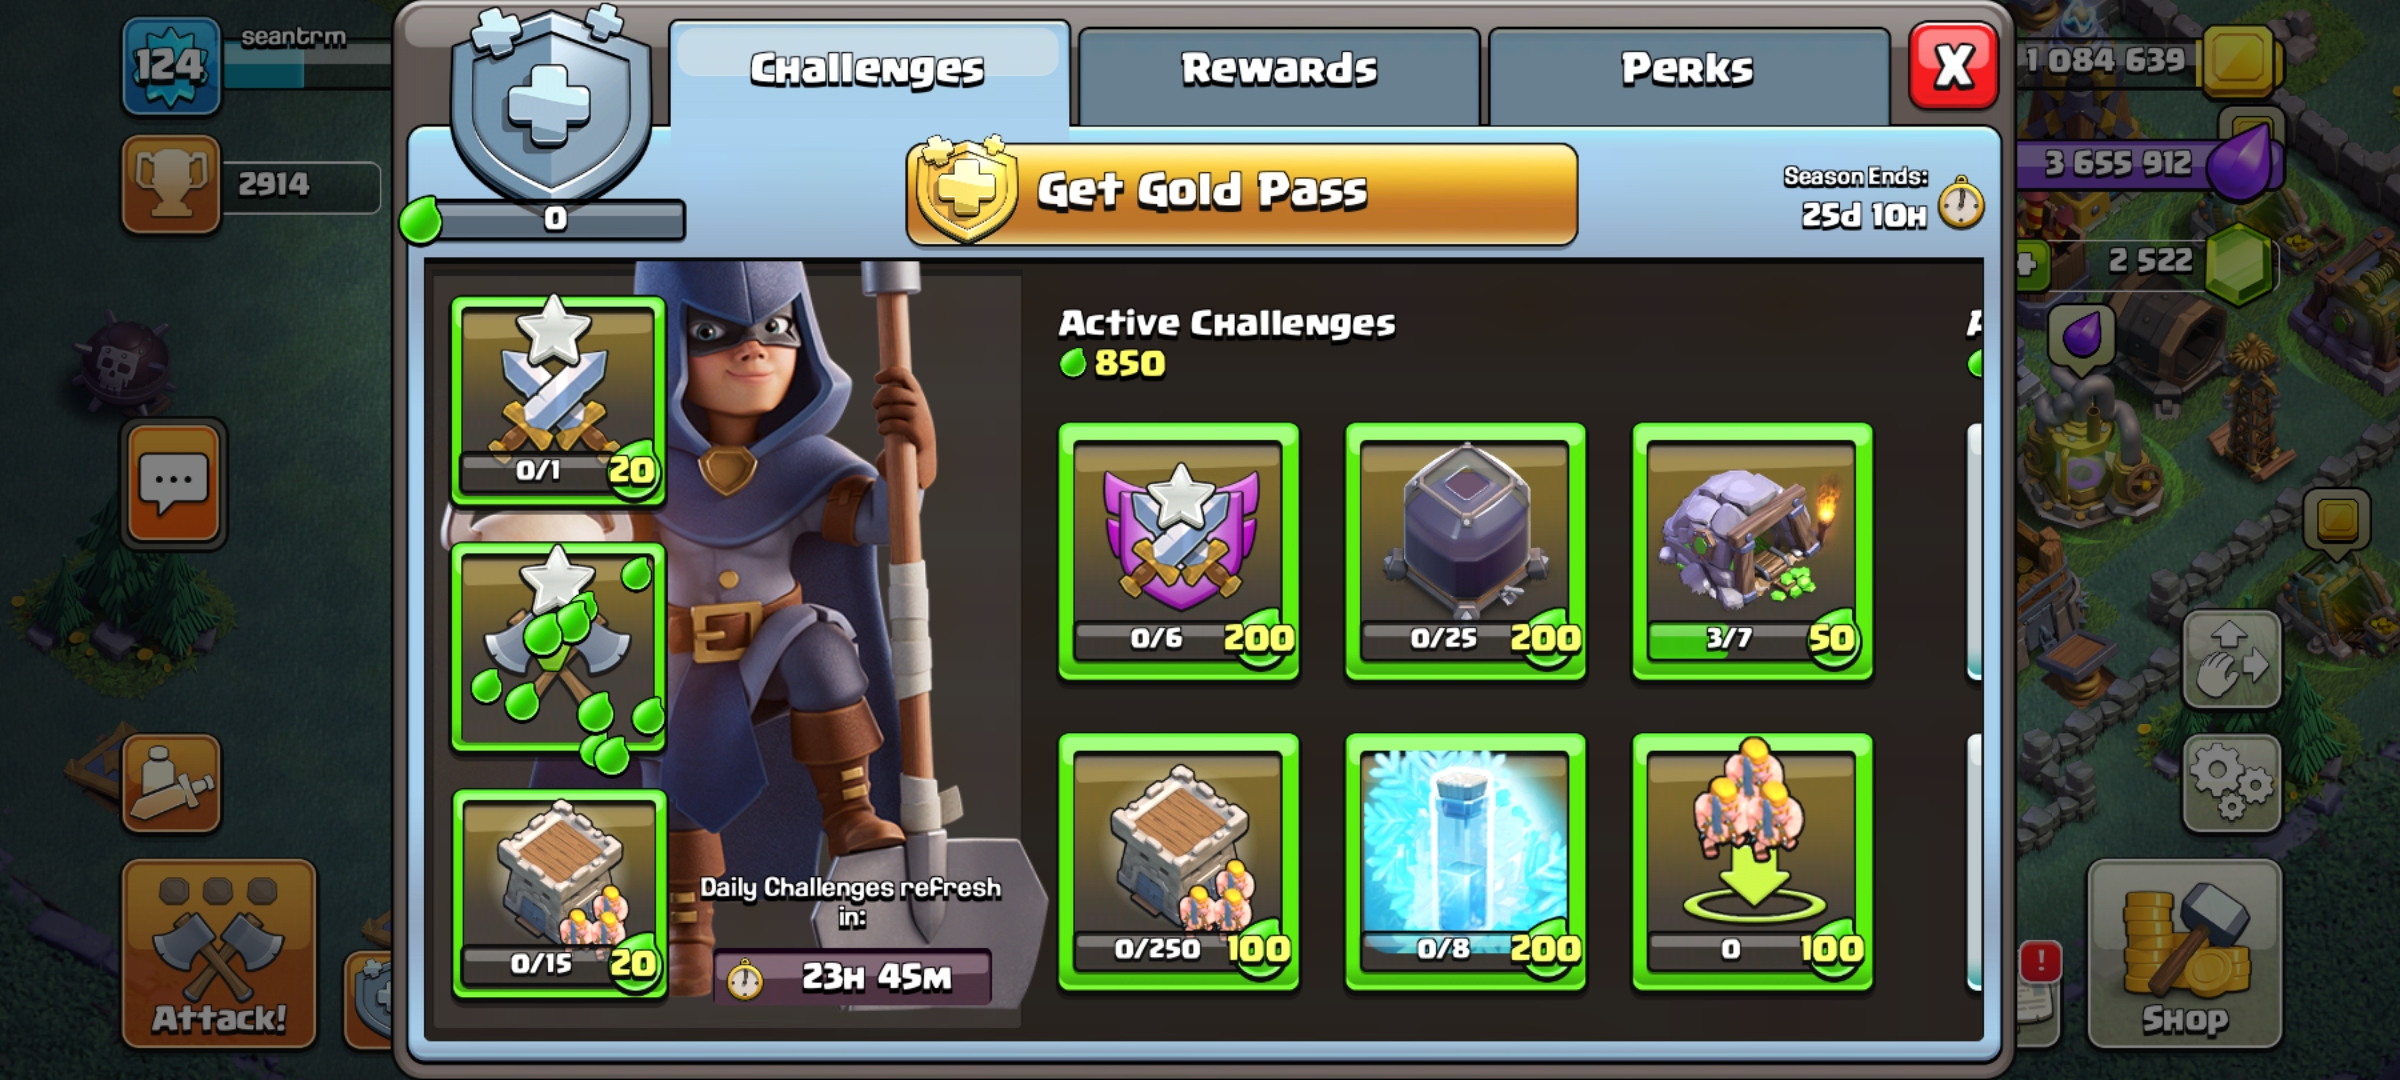 124
seantrm
2914
Challenges
Rewards
Perks
X
1 084 639
3 655 912
2 522
0
Get Gold Pass
Season Ends:
25d 10H
Active Challenges
850
0/1
20
0/6
200
0/25
200
3/7
50
0/15
20
Daily Challenges refresh
in:
23H 45M
0/250
100
0/8
200
0
100
Attack!
!
Shop